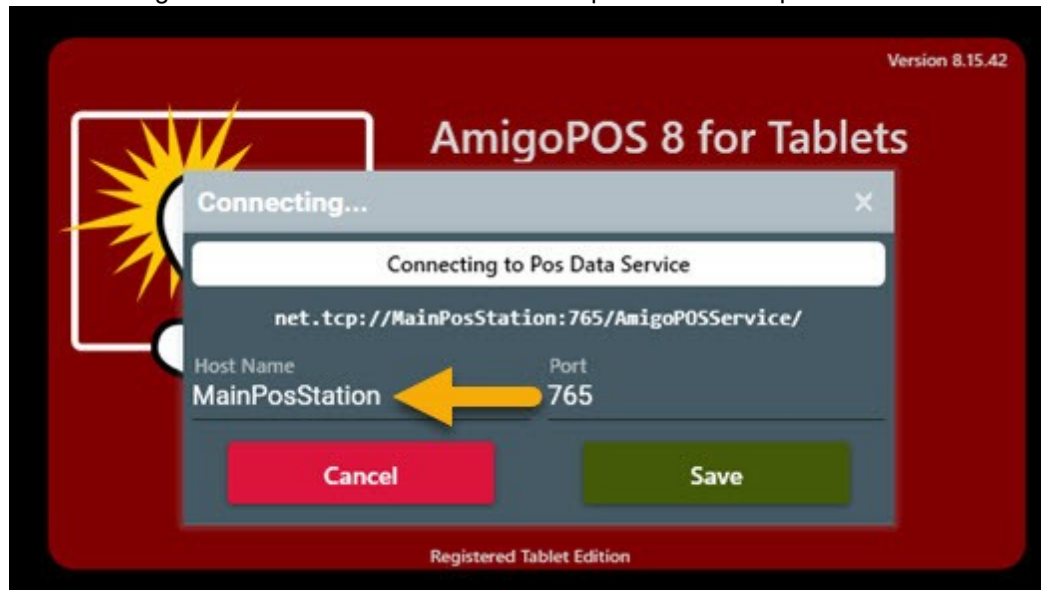 Version 8.15.42
AmigoPOS 8 for Tablets
Connecting...
Connecting to Pos Data Service
net.tcp://MainPosStation:765/AmigoPOSService/
Host Name
Port
MainPosStation
765
Cancel
Save
Registered Tablet Edition